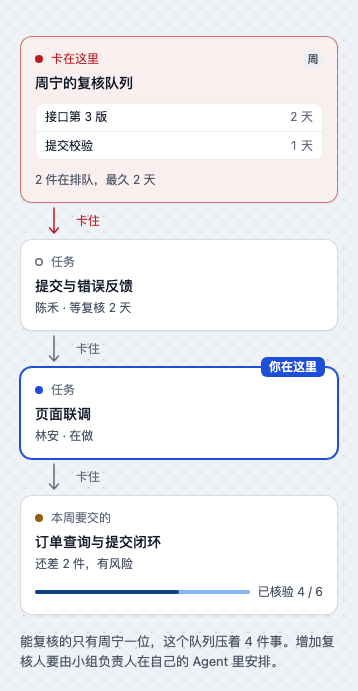 卡在这里 周
周宁的复核队列
接口第 3 版 2 天
提交校验 1 天
2 件在排队，最久 2 天
卡住
任务
提交与错误反馈
陈禾 · 等复核 2 天
卡住
你在这里
任务
页面联调
林安 · 在做
卡住
本周要交的
订单查询与提交闭环
还差 2 件，有风险
已核验 4 / 6
能复核的只有周宁一位，这个队列压着 4 件事。增加复
核人要由小组负责人在自己的 Agent 里安排。